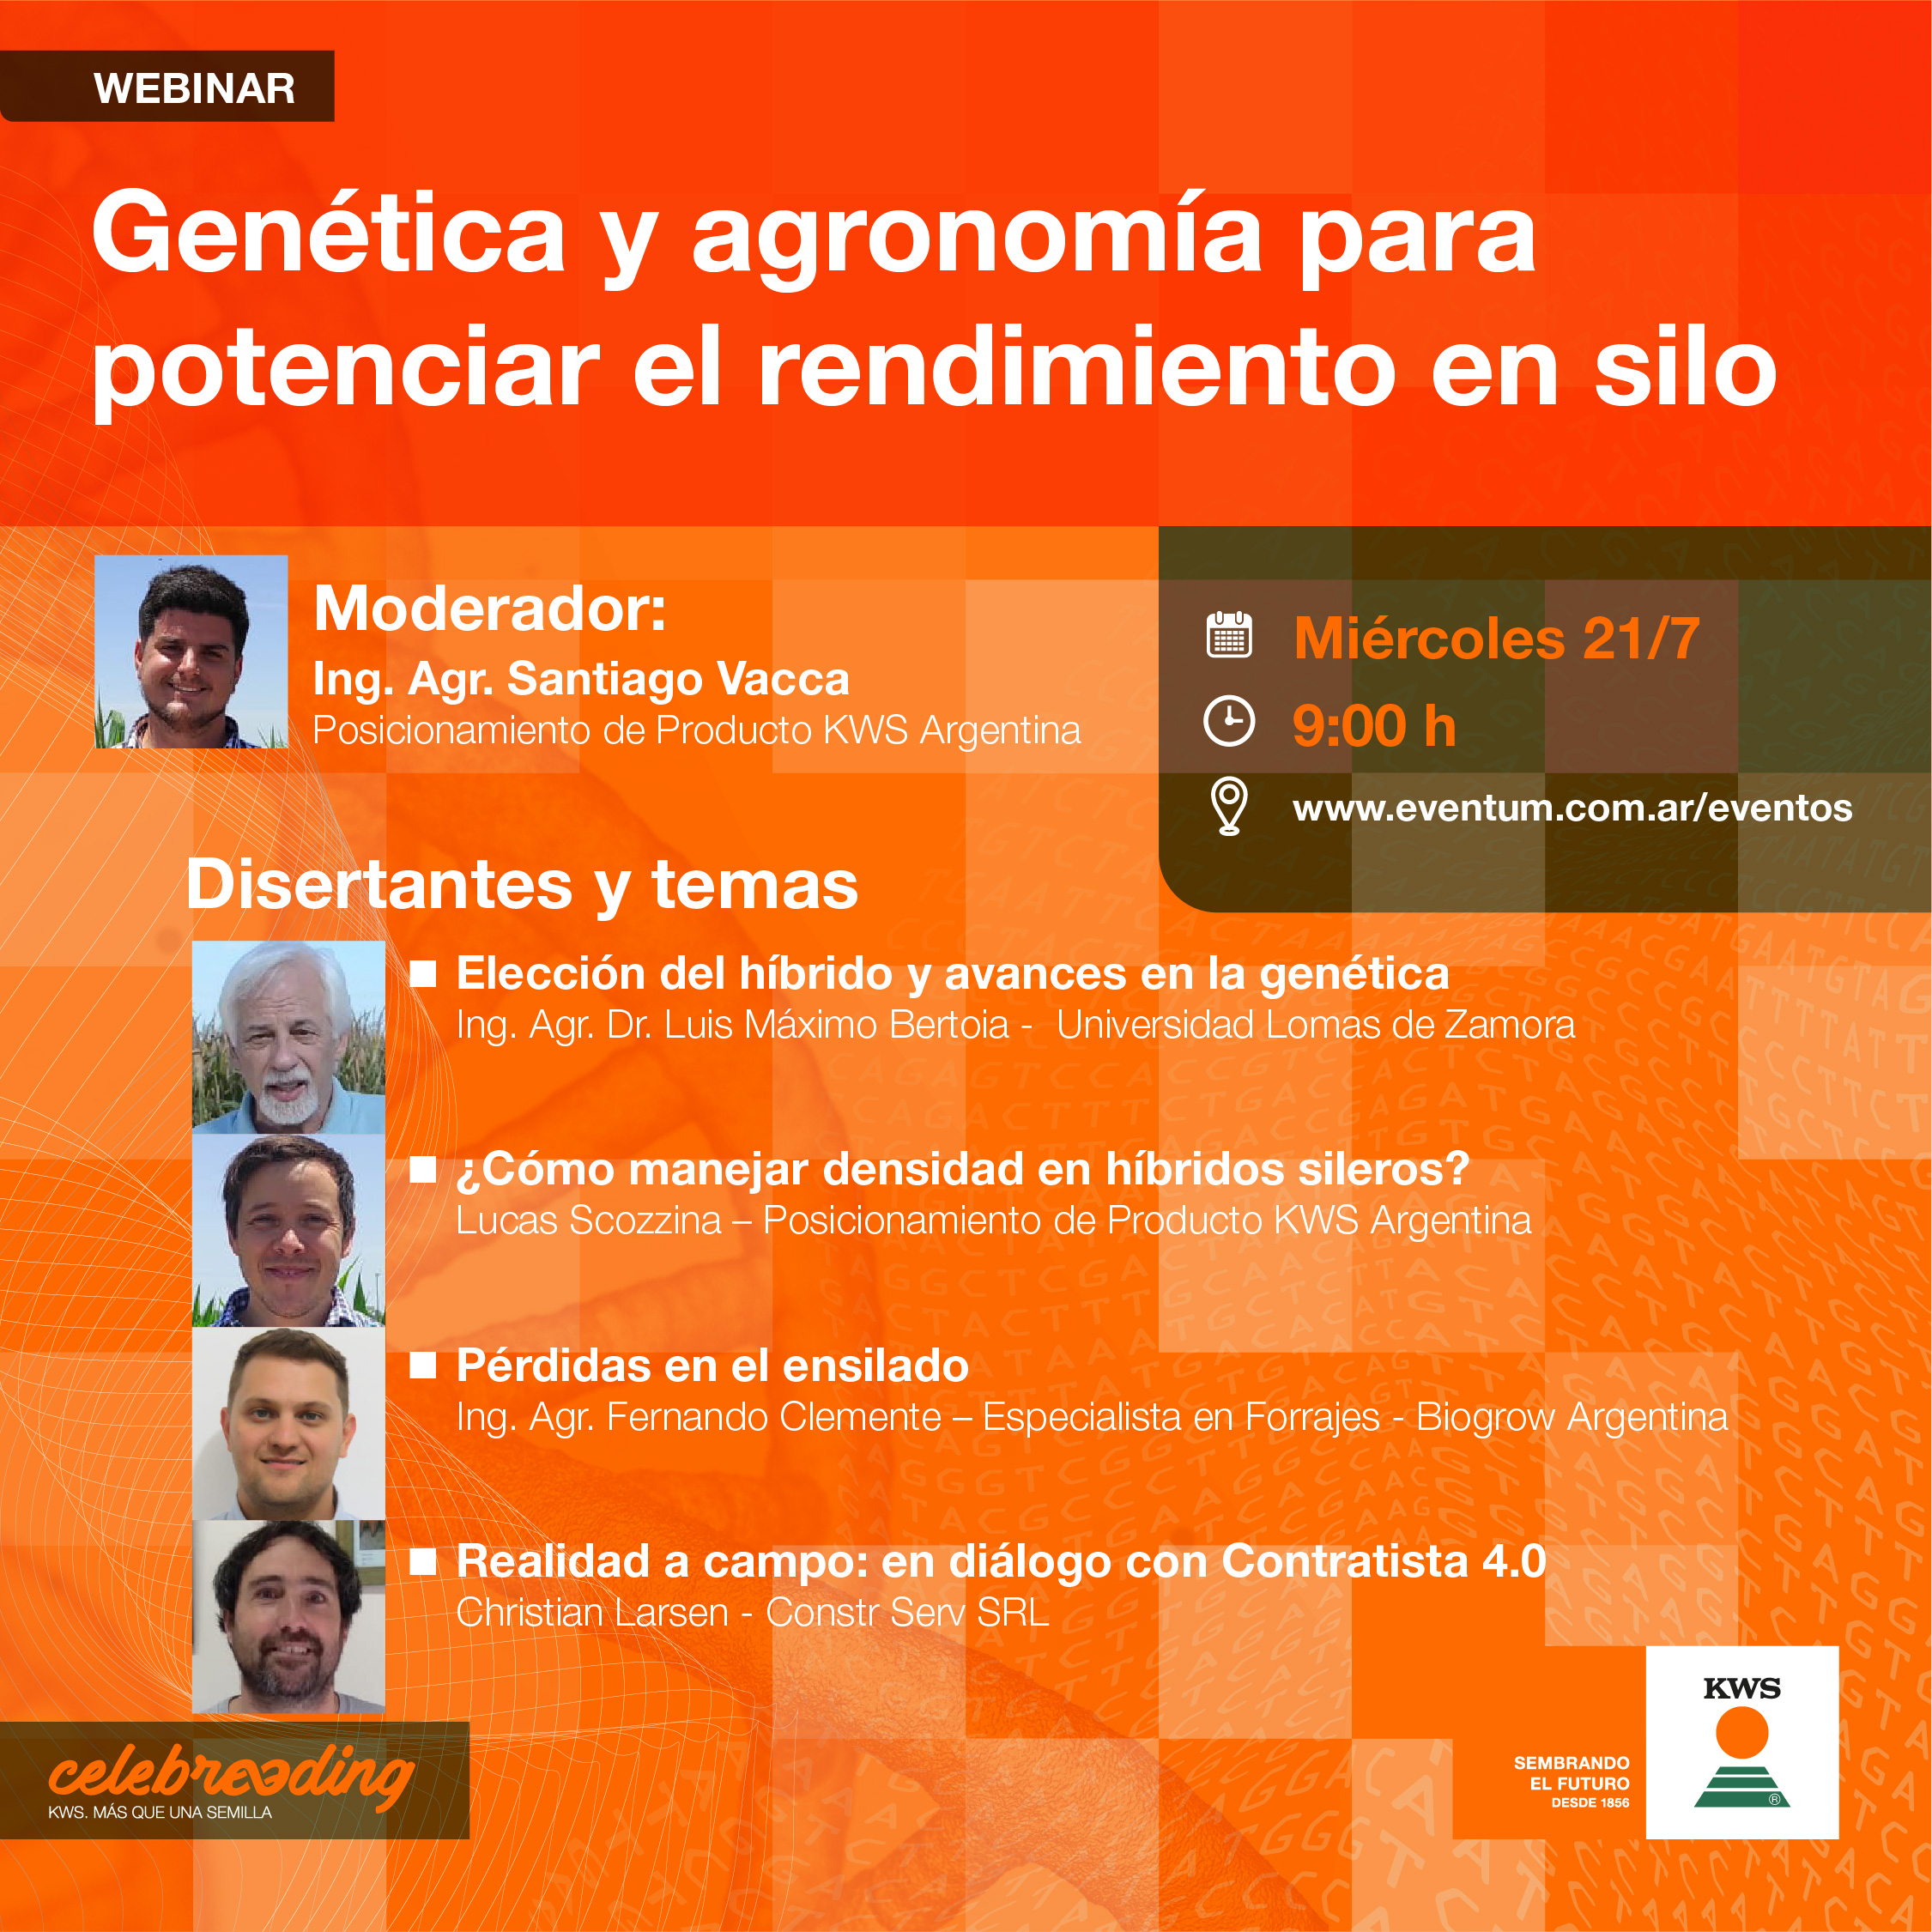 WEBINAR
Genética y agronomía para
potenciar el rendimiento en silo
Moderador:
Ing. Agr. Santiago Vacca
Posicionamiento de Producto KWS Argentina
Miércoles 21/7
9:00 h
www.eventum.com.ar/eventos
Disertantes y temas
Elección del híbrido y avances en la genética
Ing. Agr. Dr. Luis Máximo Bertoia - Universidad Lomas de Zamora
¿Cómo manejar densidad en híbridos sileros?
Lucas Scozzina – Posicionamiento de Producto KWS Argentina
Pérdidas en el ensilado
Ing. Agr. Fernando Clemente – Especialista en Forrajes - Biogrow Argentina
Realidad a campo: en diálogo con Contratista 4.0
Christian Larsen - Constr Serv SRL
celebreeding
KWS. MÁS QUE UNA SEMILLA
SEMBRANDO
EL FUTURO
DESDE 1856
KWS
®